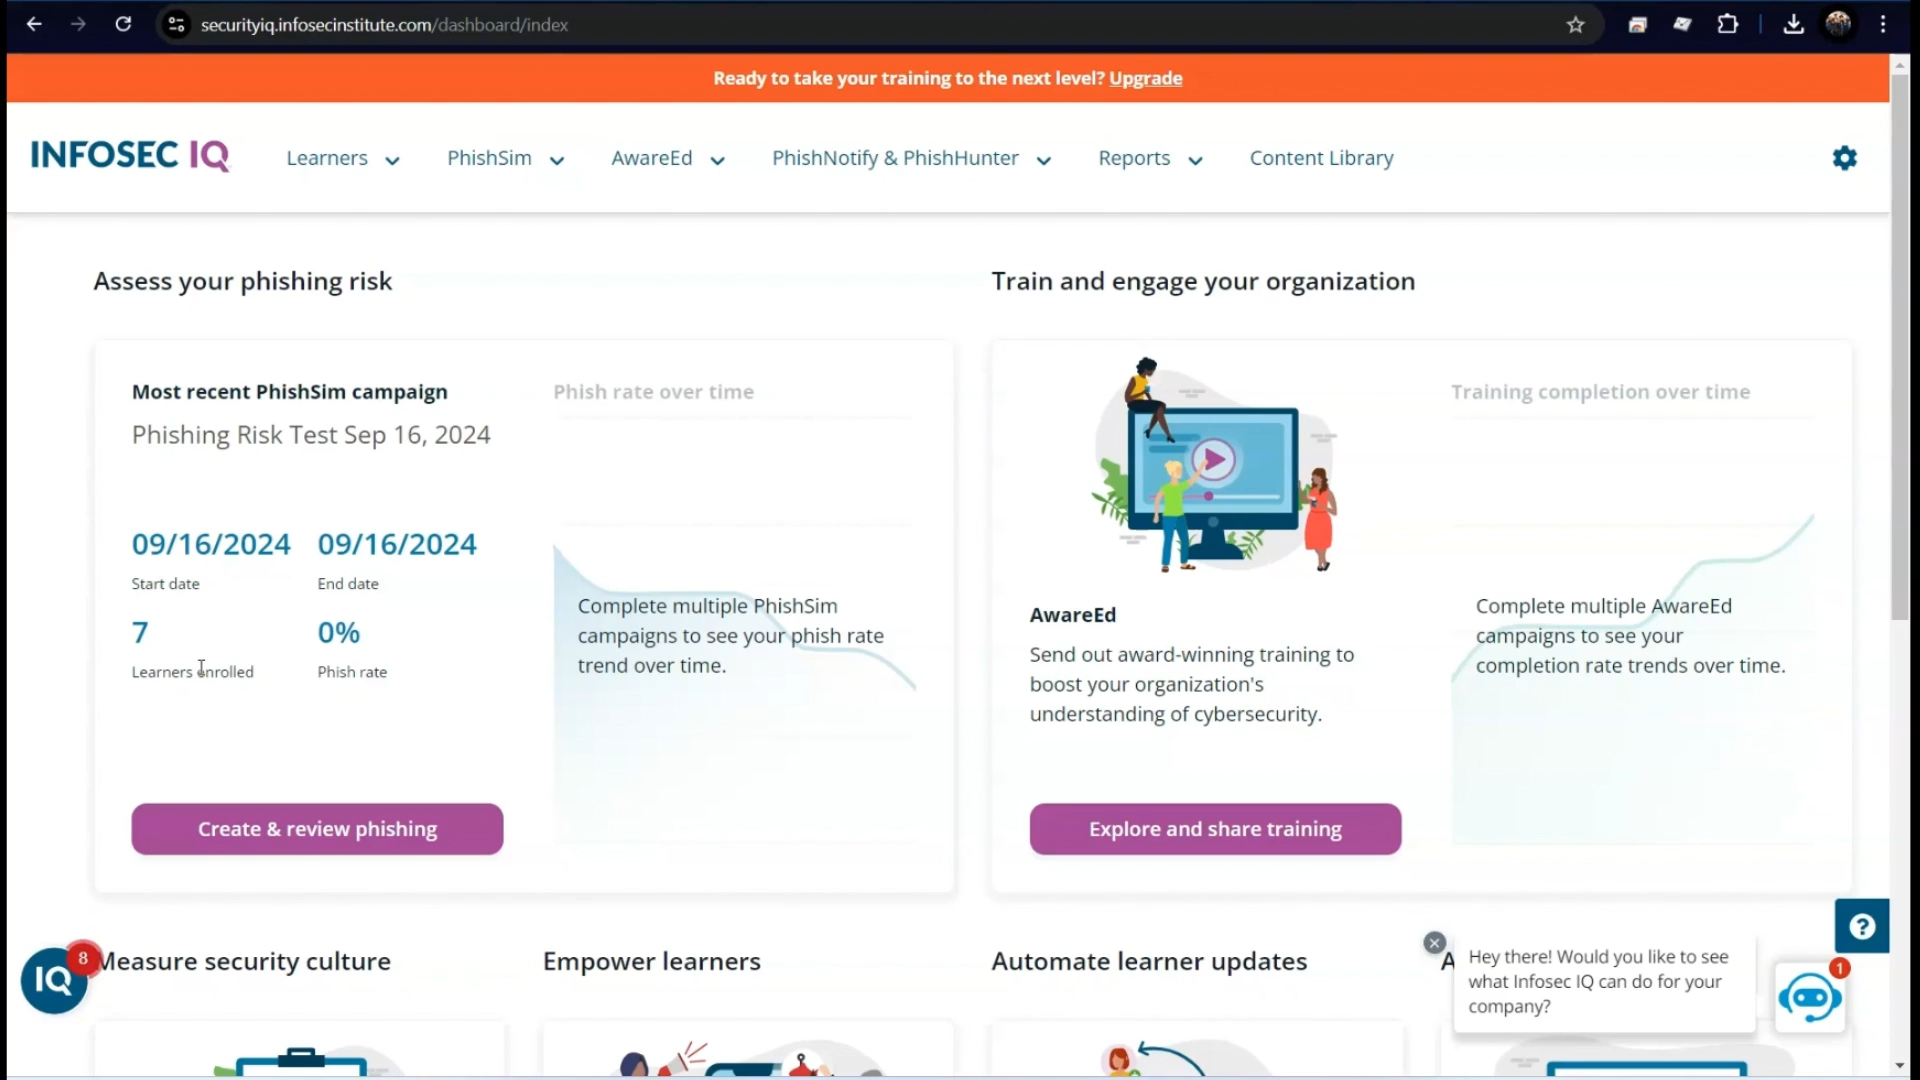 securityiq.infosecinstitute.com/dashboard/index
Ready to take your training to the next level? Upgrade
INFOSEC IQ
Learners
PhishSim
AwareEd
PhishNotify & PhishHunter
Reports
Content Library
Assess your phishing risk
Train and engage your organization
Most recent PhishSim campaign
Phishing Risk Test Sep 16, 2024
09/16/2024
Start date
09/16/2024
End date
7
Learners enrolled
0%
Phish rate
Phish rate over time
Complete multiple PhishSim
campaigns to see your phish rate
trend over time.
Create & review phishing
AwareEd
Send out award-winning training to
boost your organization's
understanding of cybersecurity.
Training completion over time
Complete multiple AwareEd
campaigns to see your
completion rate trends over time.
Explore and share training
?
IQ
8
Measure security culture
Empower learners
Automate learner updates
A
Hey there! Would you like to see
what Infosec IQ can do for your
company?
1